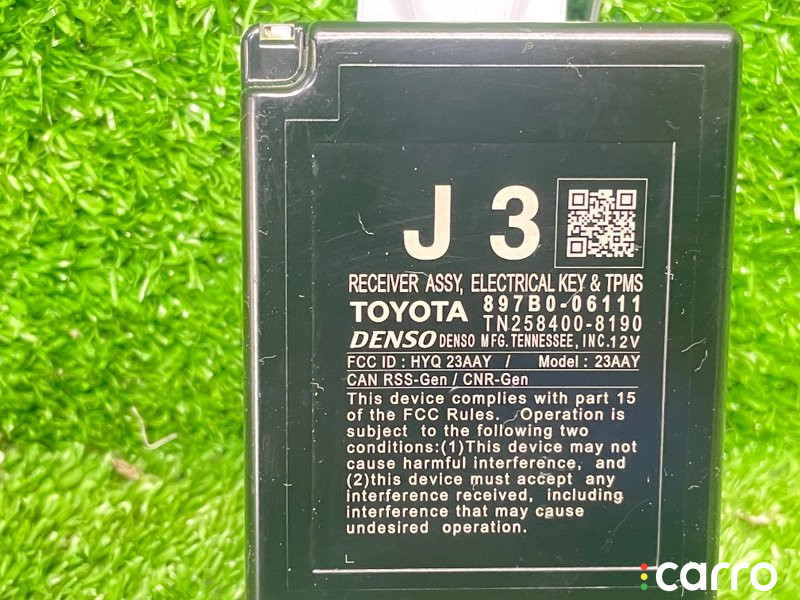 J 3
RECEIVER ASSY, ELECTRICAL KEY & TPMS
TOYOTA 897B0-06111
TN258400-8190
DENSO DENSO MFG. TENNESSEE, INC. 12V
FCC ID : HYQ 23AAY / Model : 23AAY
CAN RSS-Gen / CNR-Gen
This device complies with part 15
of the FCC Rules. Operation is
subject to the following two
conditions:(1)This device may not
cause harmful interference, and
(2)this device must accept any
interference received, including
interference that may cause
undesired operation.
carro